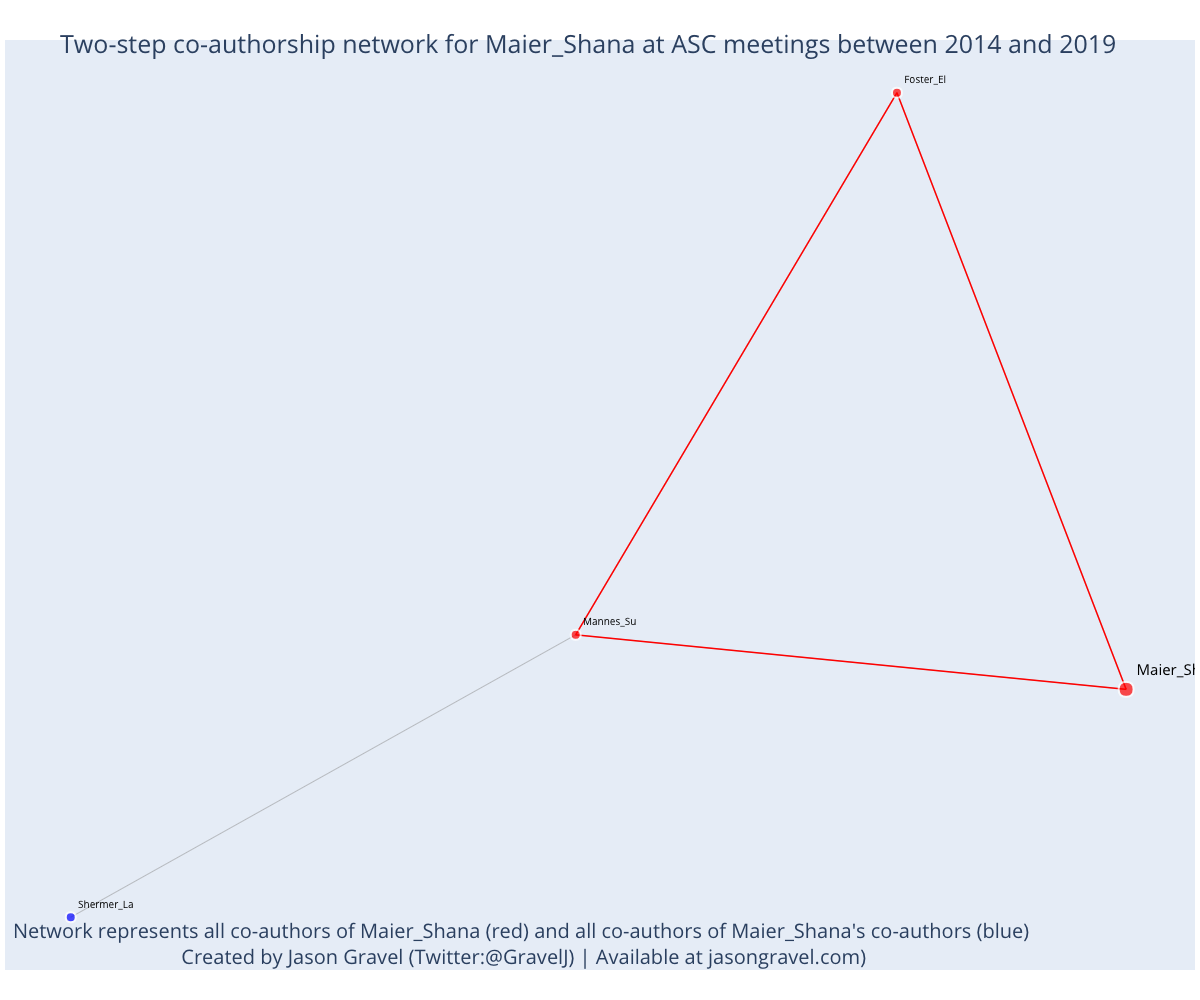 Two-step co-authorship network for Maier_Shana at ASC meetings between 2014 and 2019
Foster_El
Mannes_Su
Maier_Sh
Shermer_La
Network represents all co-authors of Maier_Shana (red) and all co-authors of Maier_Shana's co-authors (blue)
Created by Jason Gravel (Twitter:@GravelJ) | Available at jasongravel.com)